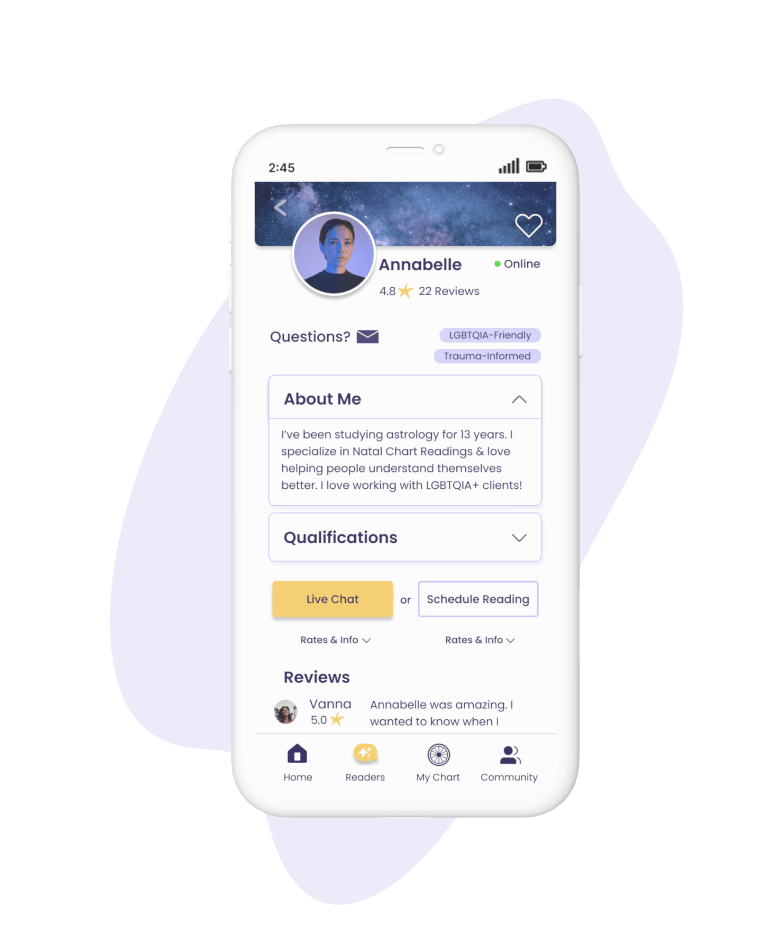 2:45
Annabelle
Online
4.8 22 Reviews
Questions?
LGBTQIA-Friendly
Trauma-Informed
About Me
I've been studying astrology for 13 years. I
specialize in Natal Chart Readings & love
helping people understand themselves
better. I love working with LGBTQIA+ clients!
Qualifications
Live Chat or Schedule Reading
Rates & Info Rates & Info
Reviews
Vanna Annabelle was amazing. I
5.0 wanted to know when I
Home Readers My Chart Community